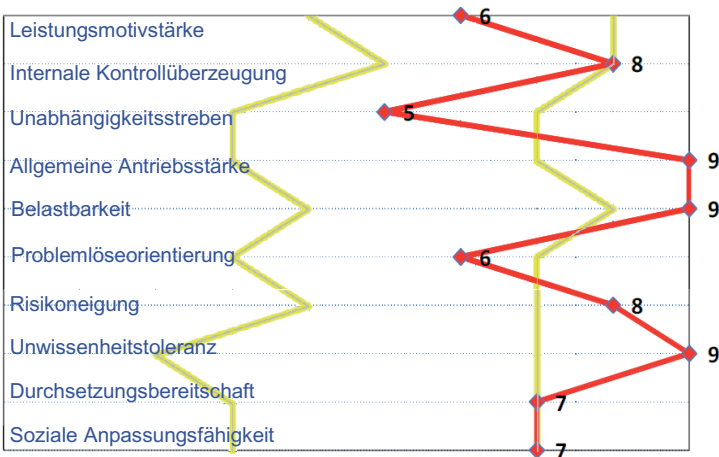 Leistungsmotivstärke 6
Internale Kontrollüberzeugung 8
Unabhängigkeitsstreben 5
Allgemeine Antriebsstärke 9
Belastbarkeit 9
Problemlöseorientierung 6
Risikoneigung 8
Unwissenheitstoleranz 9
Durchsetzungsbereitschaft 7
Soziale Anpassungsfähigkeit 7